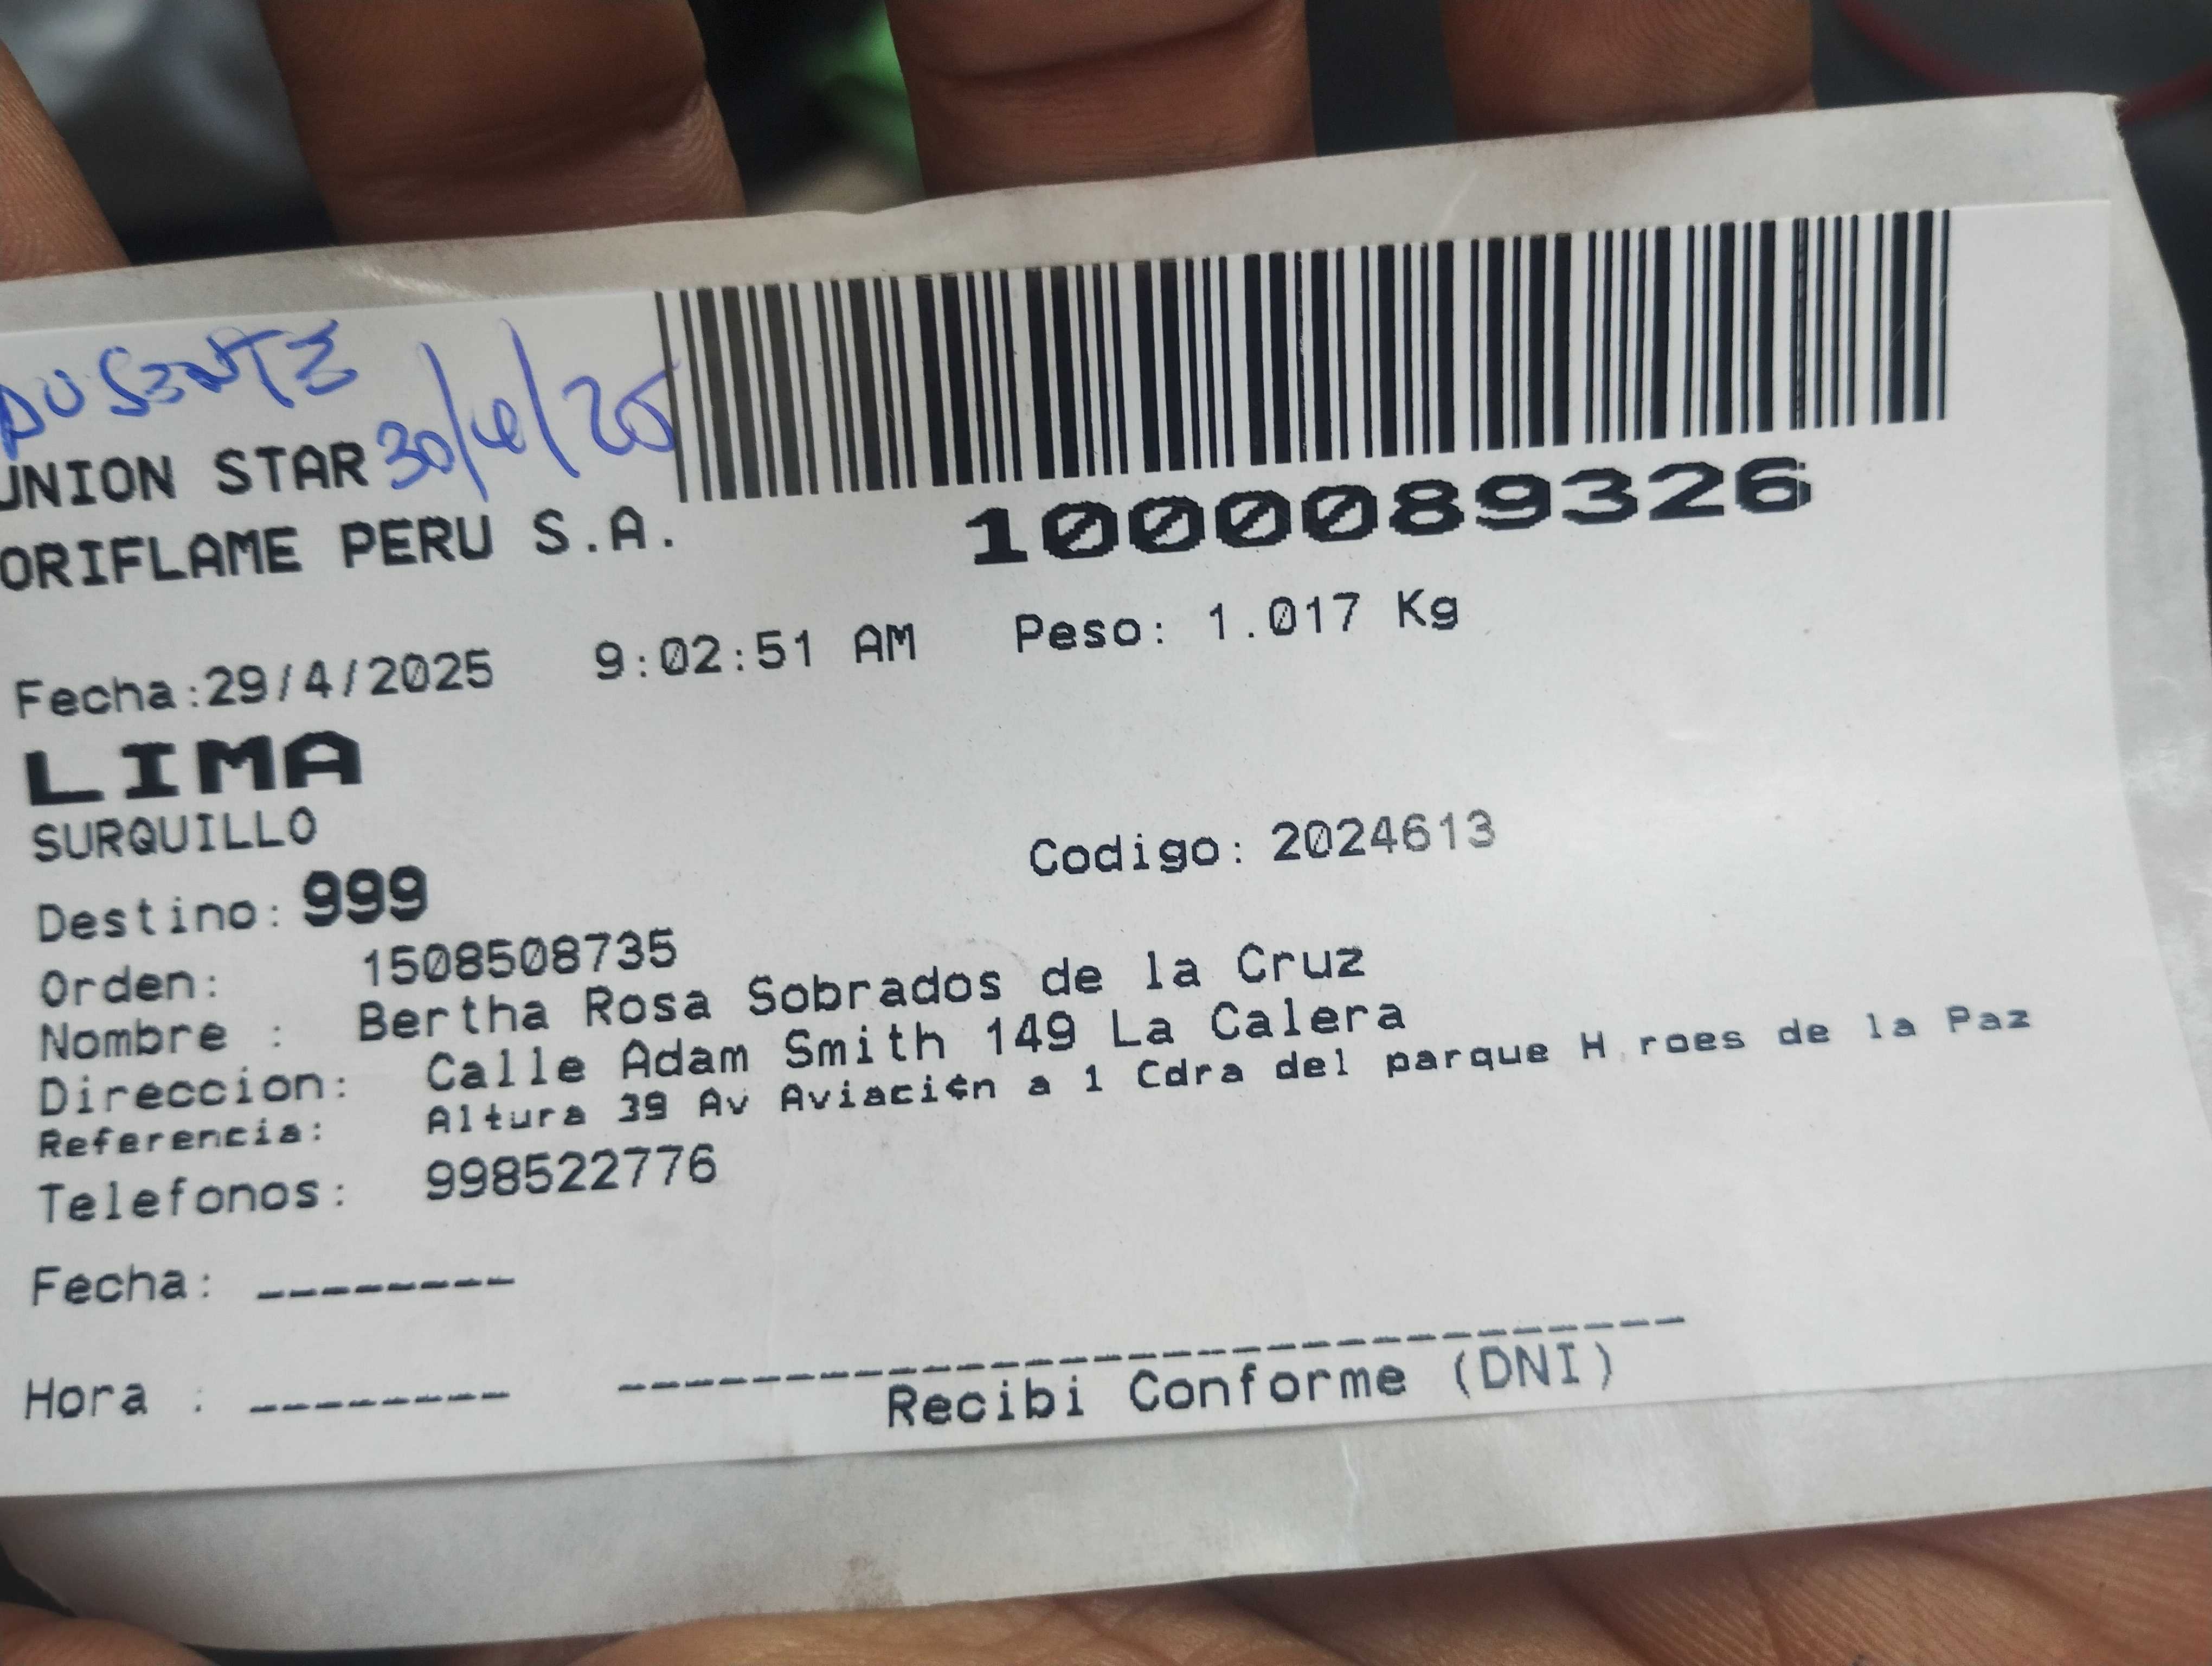 AUSENTE
30/4/25
UNION STAR
ORIFLAME PERU S.A.
1000089326
Fecha:29/4/2025 9:02:51 AM Peso: 1.017 Kg
LIMA
SURQUILLO
Codigo: 2024613
Destino: 999
Orden: 1508508735
Nombre : Bertha Rosa Sobrados de la Cruz
Direccion: Calle Adam Smith 149 La Calera
Referencia: Altura 39 Av Aviaci¢n a 1 Cdra del parque H roes de la Paz
Telefonos: 998522776
Fecha: --------
Hora : --------
Recibi Conforme (DNI)